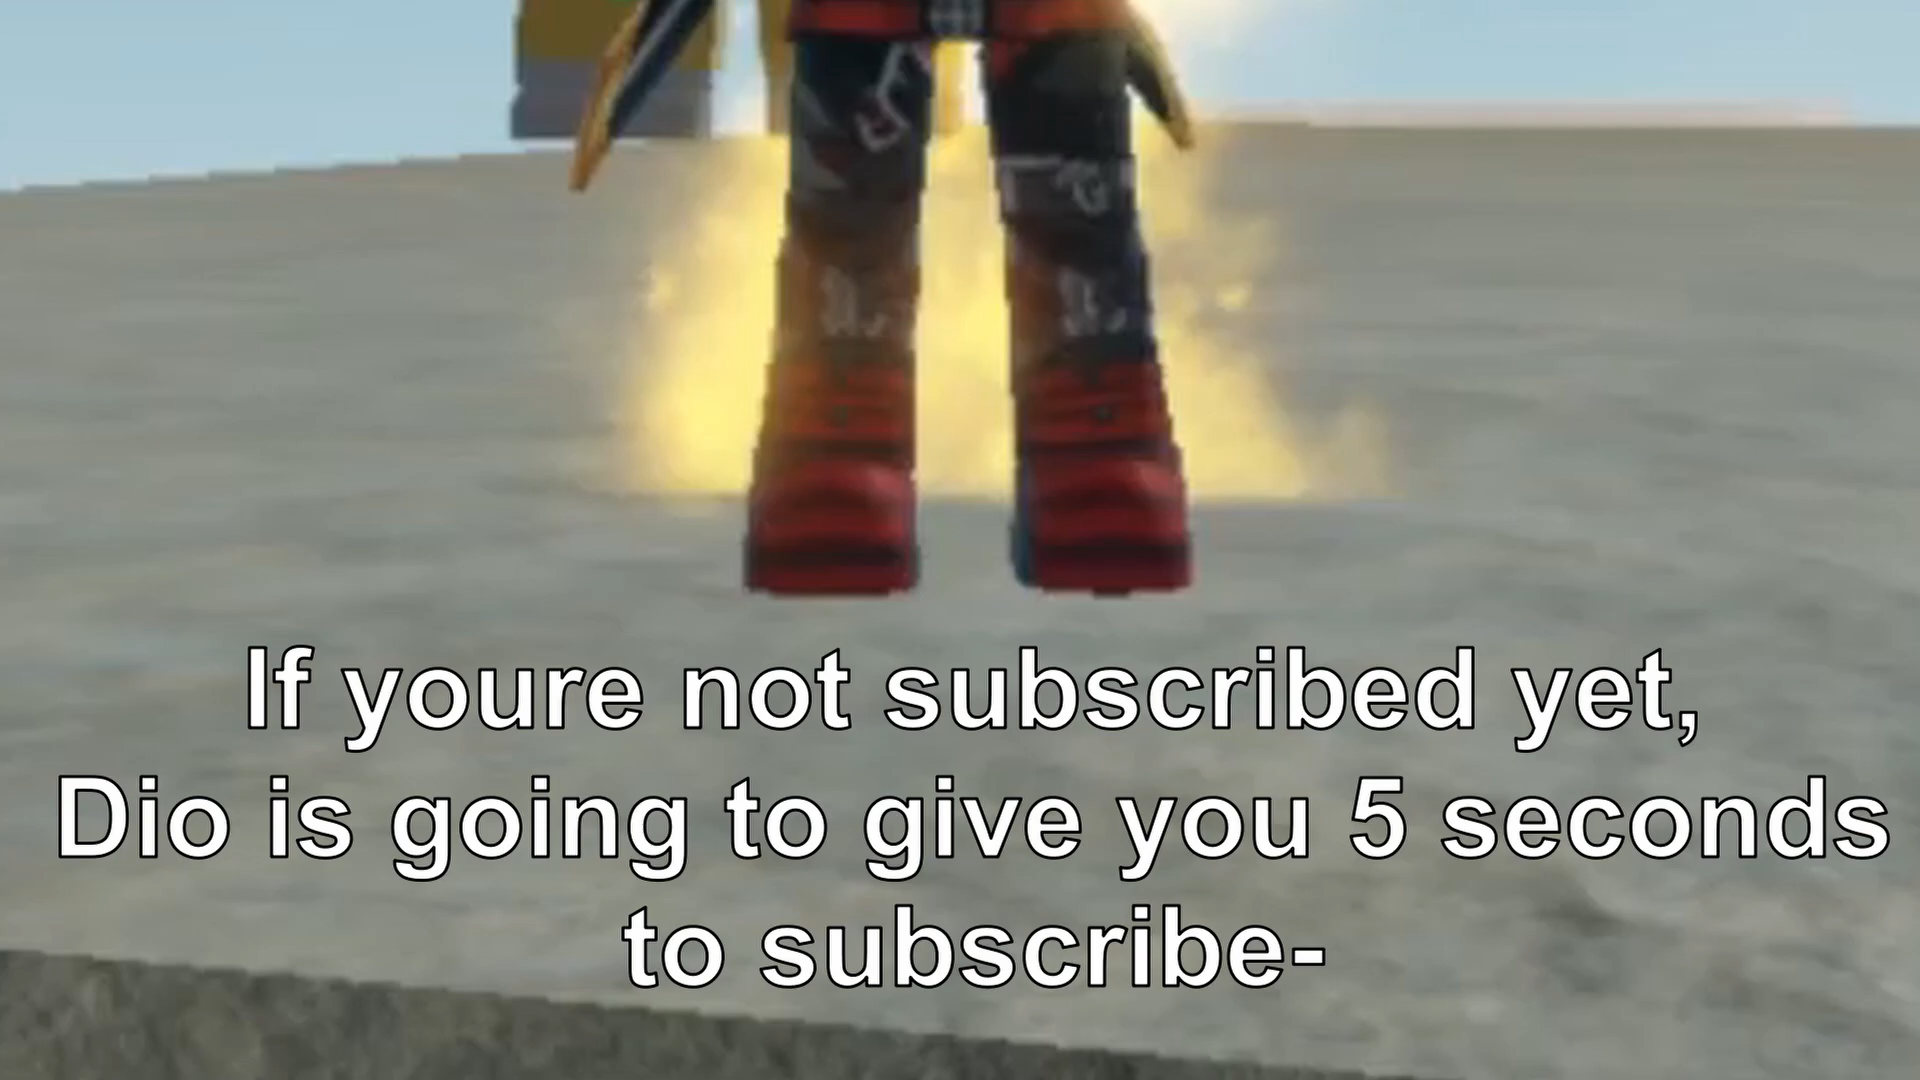 If youre not subscribed yet,
Dio is going to give you 5 seconds
to subscribe-